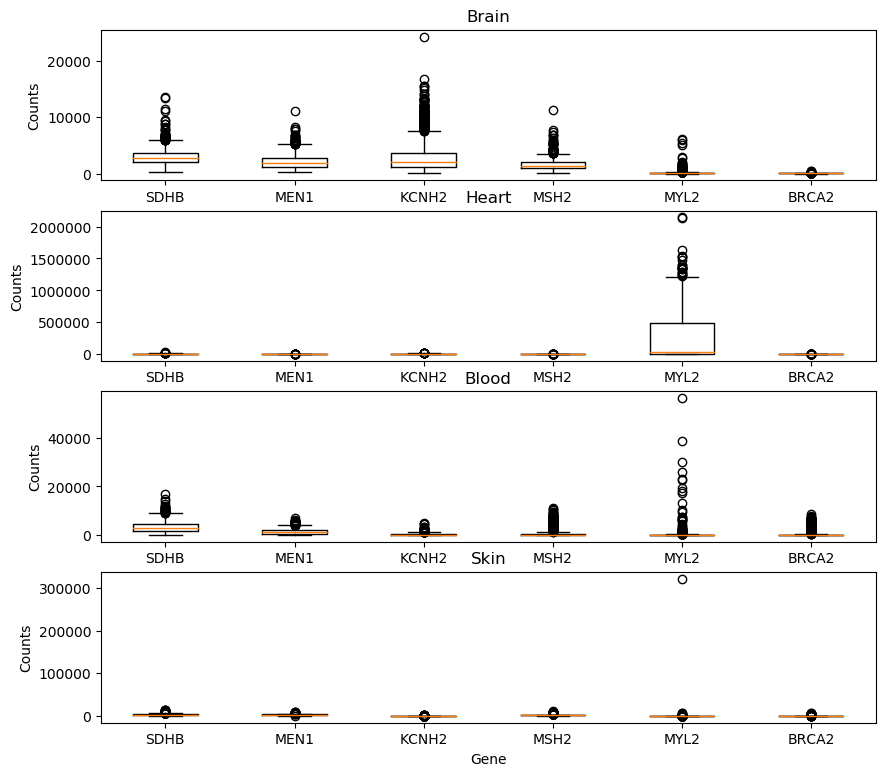 Brain
20000
10000
0
Counts
SDHB MEN1 KCNH2 MSH2 MYL2 BRCA2
Heart
2000000
1500000
1000000
500000
0
Counts
SDHB MEN1 KCNH2 MSH2 MYL2 BRCA2
Blood
40000
20000
0
Counts
SDHB MEN1 KCNH2 MSH2 MYL2 BRCA2
Skin
300000
200000
100000
0
Counts
SDHB MEN1 KCNH2 MSH2 MYL2 BRCA2
Gene